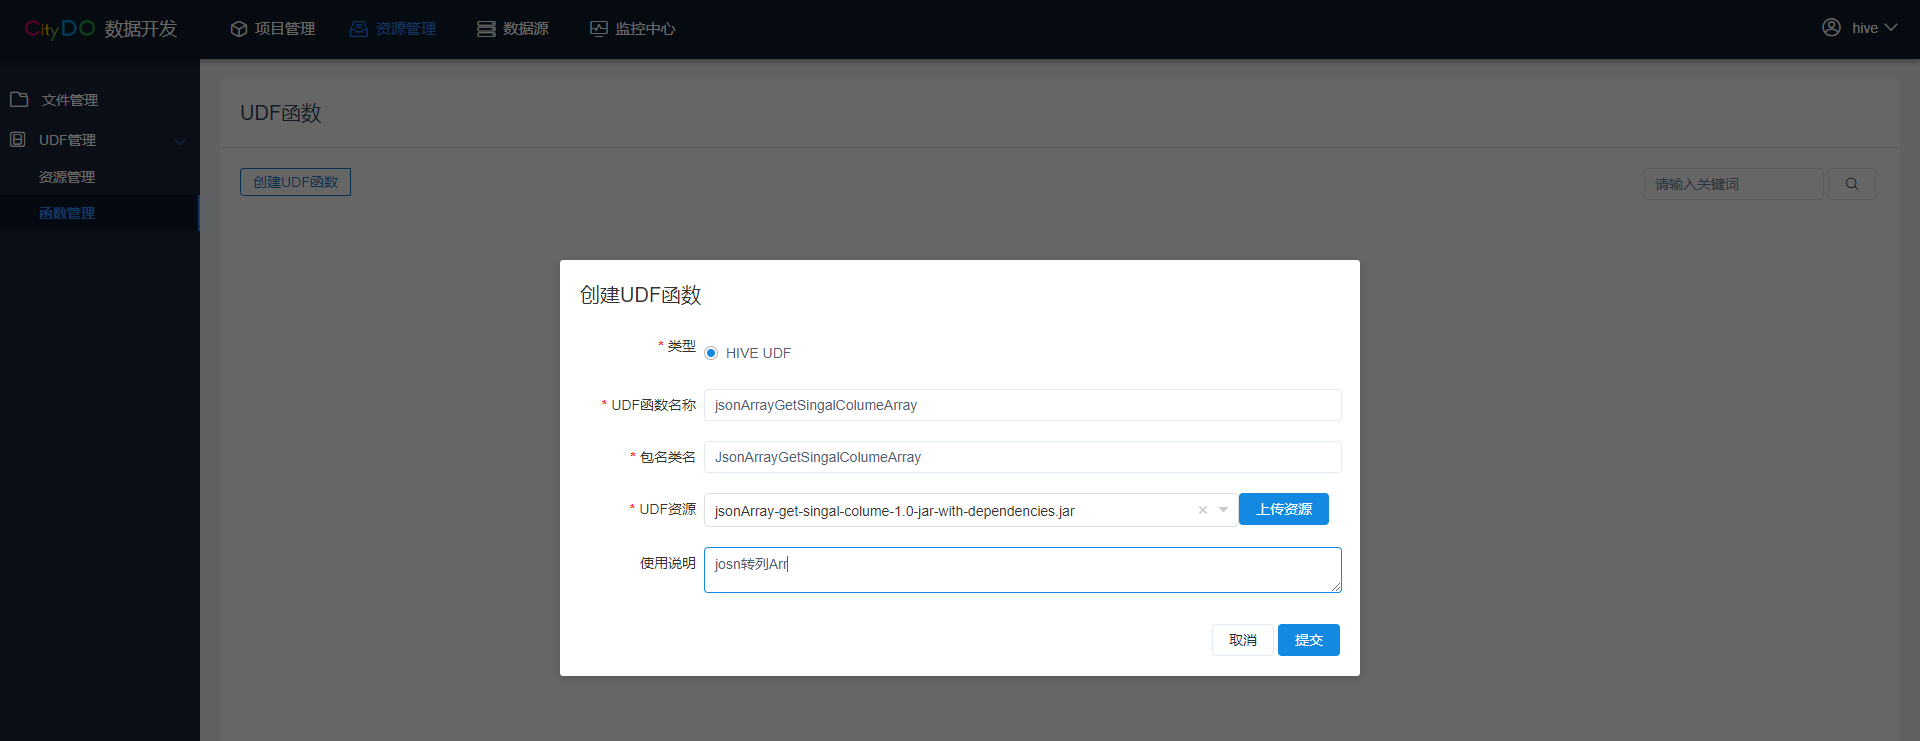 CityDO 数据开发
项目管理
资源管理
数据源
监控中心
hive
文件管理
UDF管理
资源管理
函数管理
UDF函数
创建UDF函数
请输入关键词
创建UDF函数
* 类型
HIVE UDF
* UDF函数名称
jsonArrayGetSingalColumeArray
* 包名类名
JsonArrayGetSingalColumeArray
* UDF资源
jsonArray-get-singal-colume-1.0-jar-with-dependencies.jar
上传资源
使用说明
josn转列Arr
取消
提交